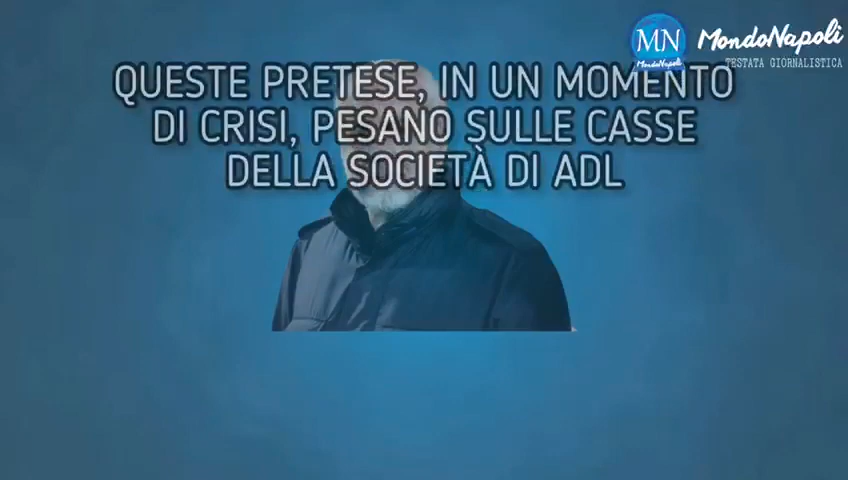 MN
MondoNapoli
MondoNapoli
TESTATA GIORNALISTICA
QUESTE PRETESE, IN UN MOMENTO
DI CRISI, PESANO SULLE CASSE
DELLA SOCIETÀ DI ADL